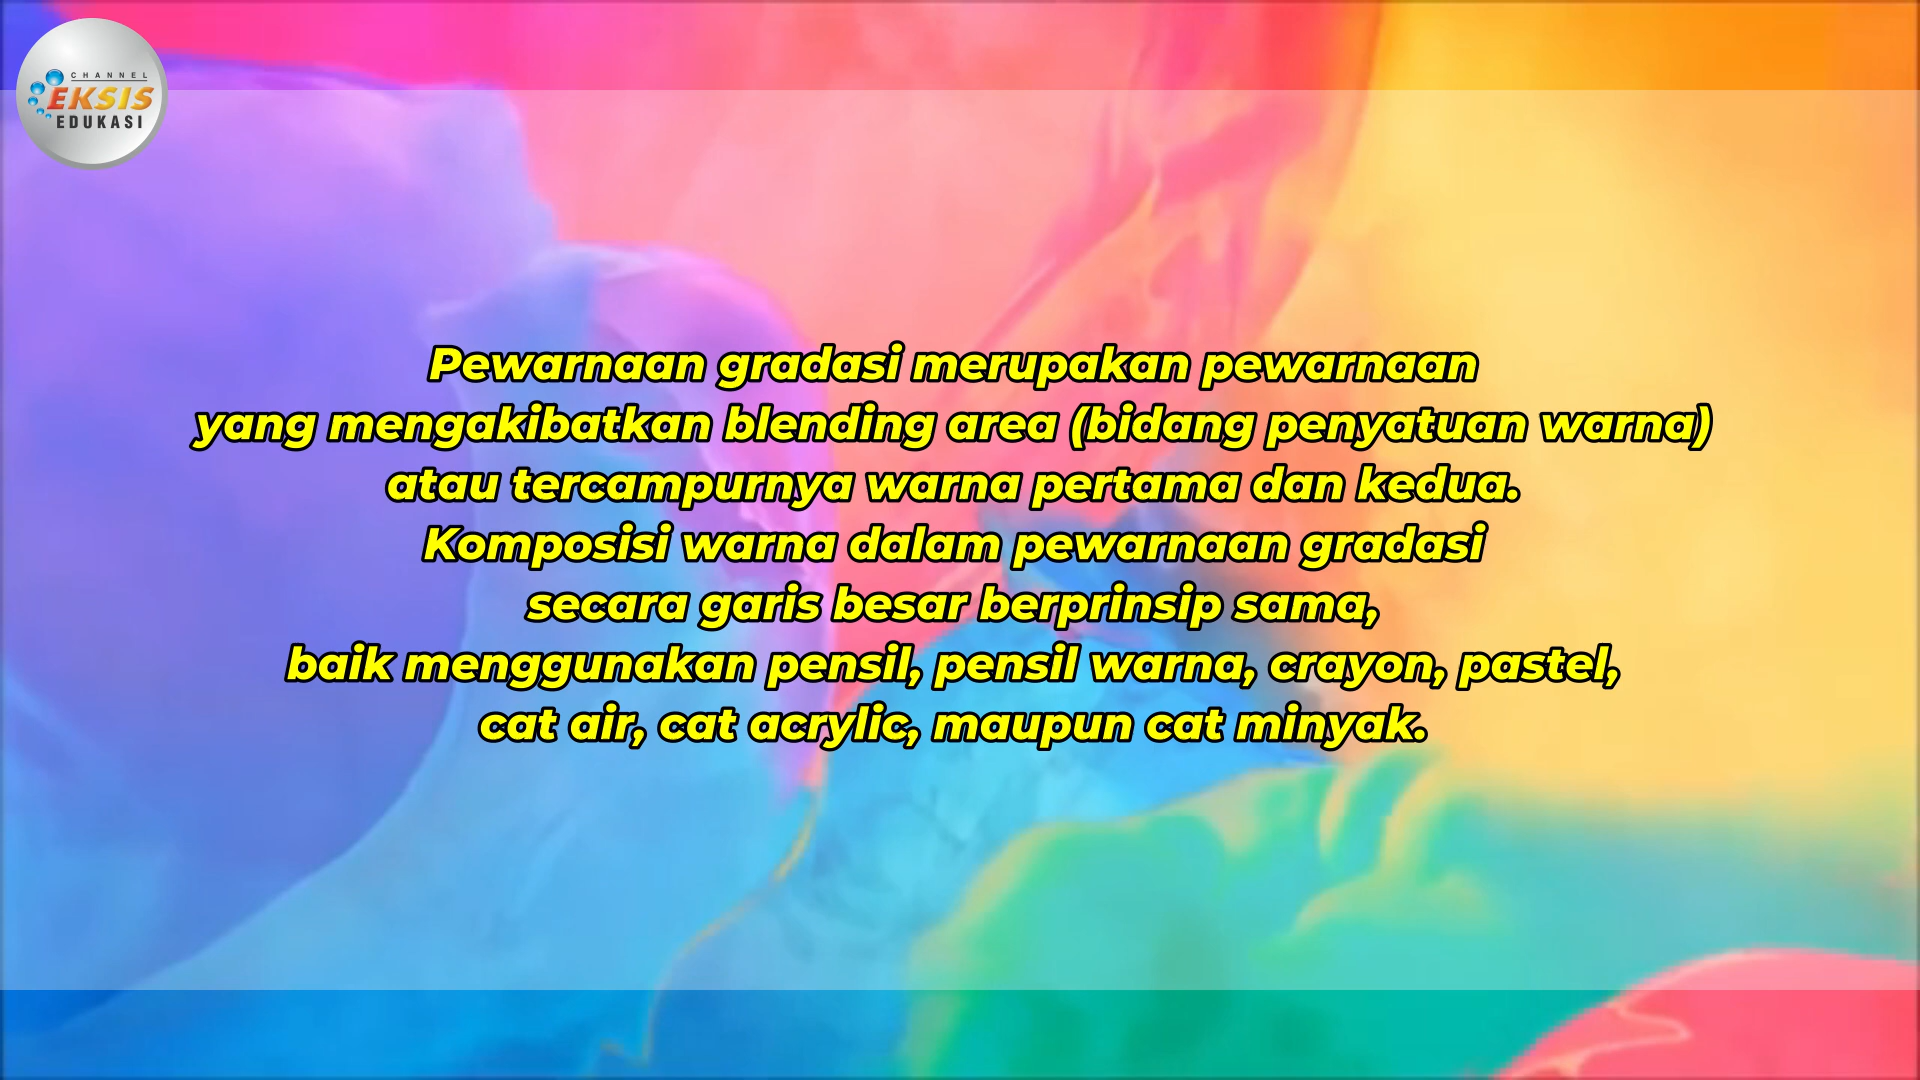 CHANNEL
EKSIS
EDUKASI
Pewarnaan gradasi merupakan pewarnaan
yang mengakibatkan blending area (bidang penyatuan warna)
atau tercampurnya warna pertama dan kedua.
Komposisi warna dalam pewarnaan gradasi
secara garis besar berprinsip sama,
baik menggunakan pensil, pensil warna, crayon, pastel,
cat air, cat acrylic, maupun cat minyak.